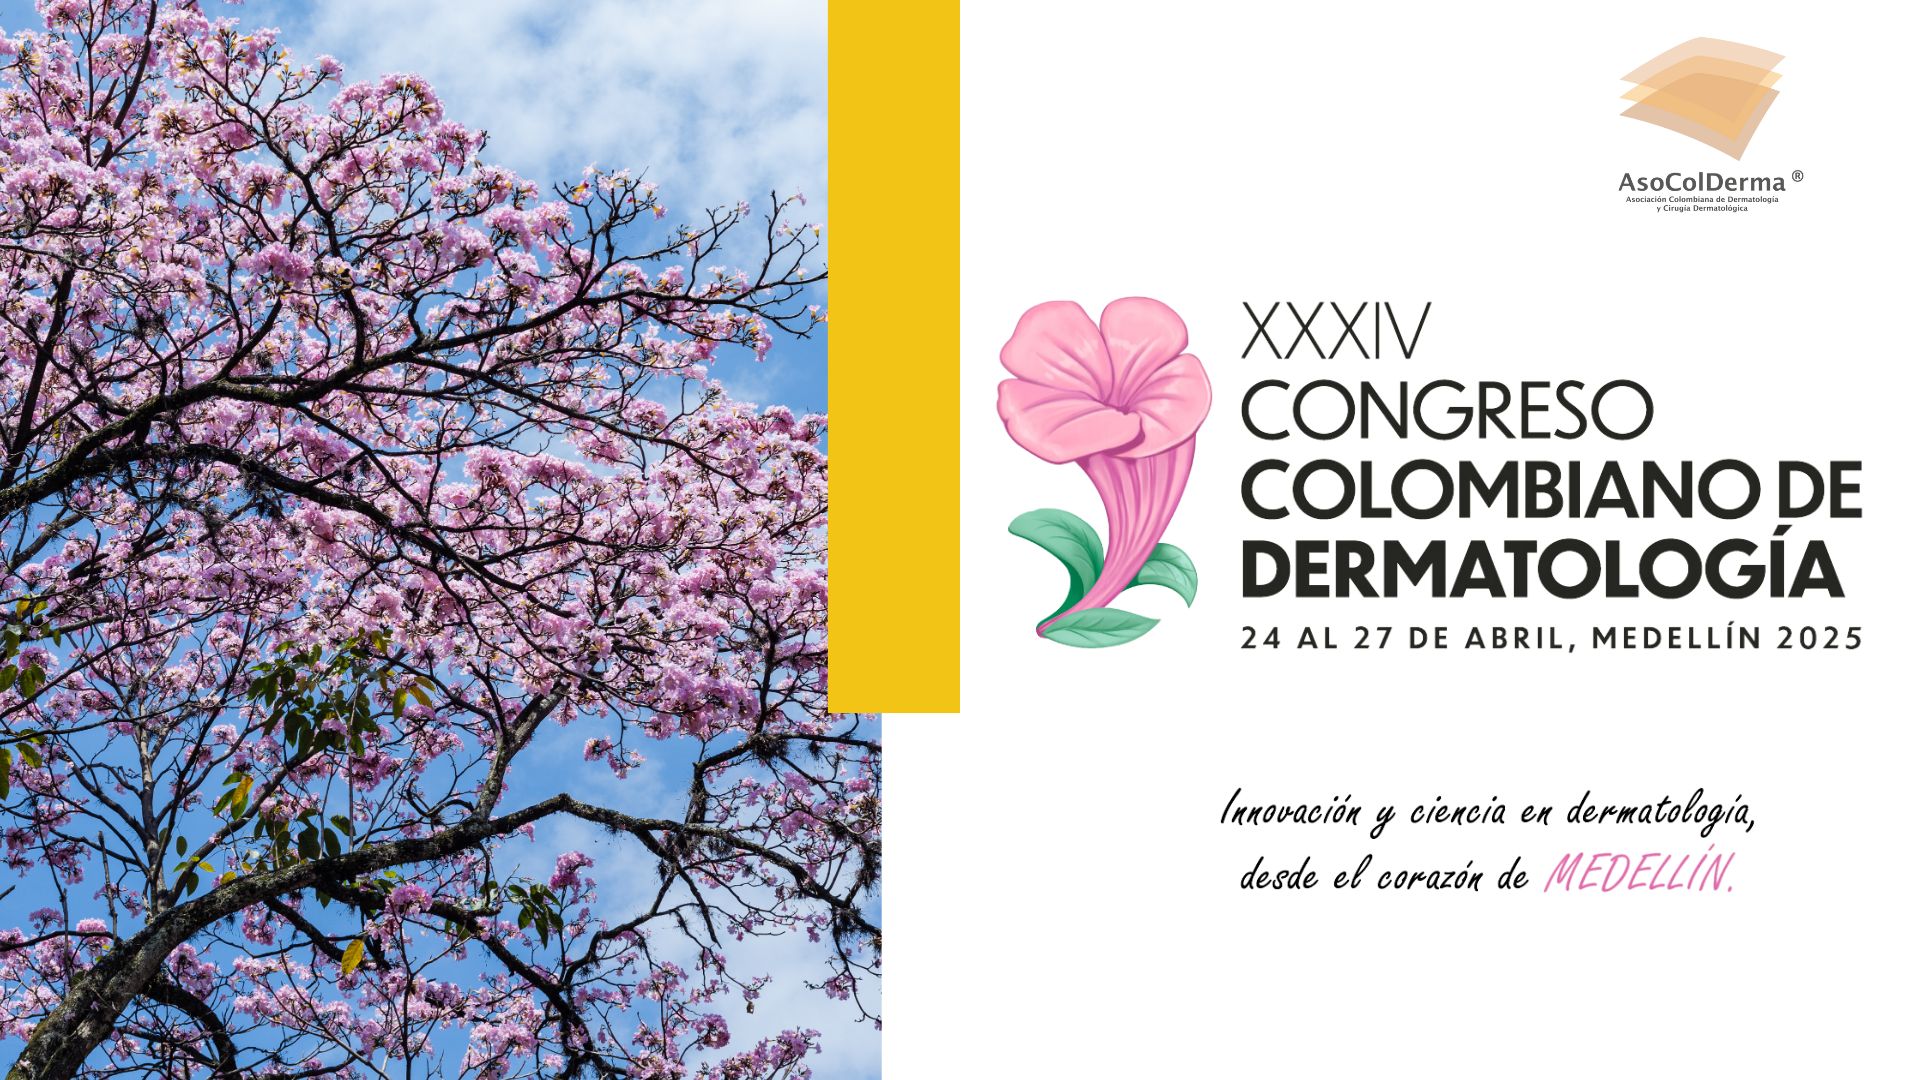 AsoColDerma ®
Asociación Colombiana de Dermatología
y Cirugía Dermatológica
XXXIV
CONGRESO
COLOMBIANO DE
DERMATOLOGÍA
24 AL 27 DE ABRIL, MEDELLÍN 2025
Innovación y ciencia en dermatología,
desde el corazón de MEDELLÍN.